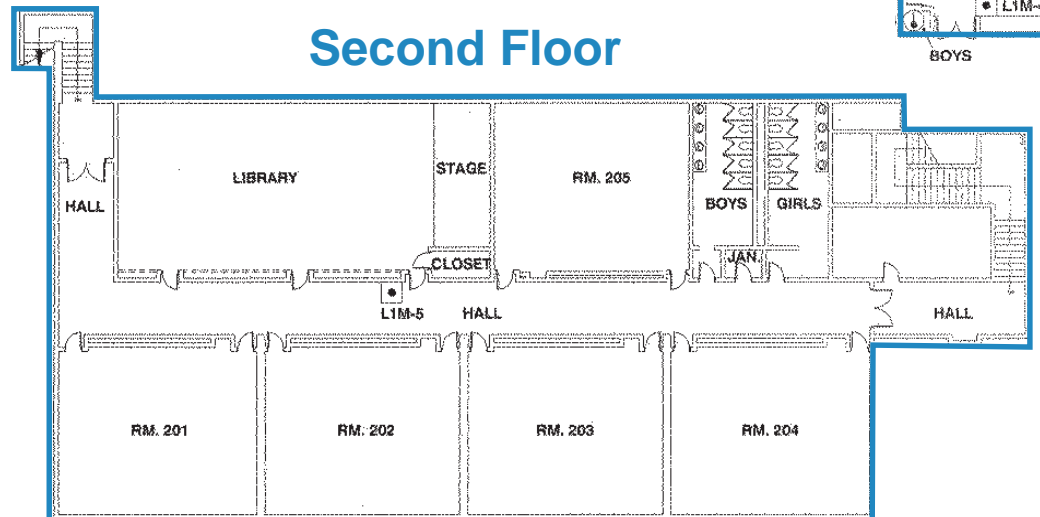 Second Floor
BOYS
LIBRARY
STAGE
RM. 205
HALL
BOYS
GIRLS
JAN.
CLOSET
L1M-5
HALL
HALL
RM. 201
RM. 202
RM. 203
RM. 204